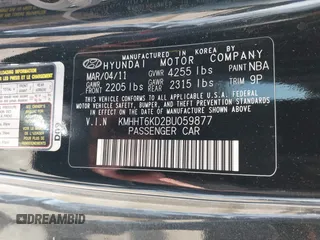 MANUFACTURED IN KOREA BY
HYUNDAI MOTOR COMPANY
MAR/04/11 GVWR 4255 lbs PAINT NBA
GAWR FRONT 2205 lbs GAWR REAR 2315 lbs TRIM 9P
THIS VEHICLE CONFORMS TO ALL APPLICABLE U.S.A. FEDERAL
MOTOR VEHICLE SAFETY, BUMPER, AND THEFT PREVENTION
STANDARDS IN EFFECT ON THE DATE OF MANUFACTURE SHOWN ABOVE.
V.I.N KMHHT6KD2BU059877
PASSENGER CAR
© DREAMBID